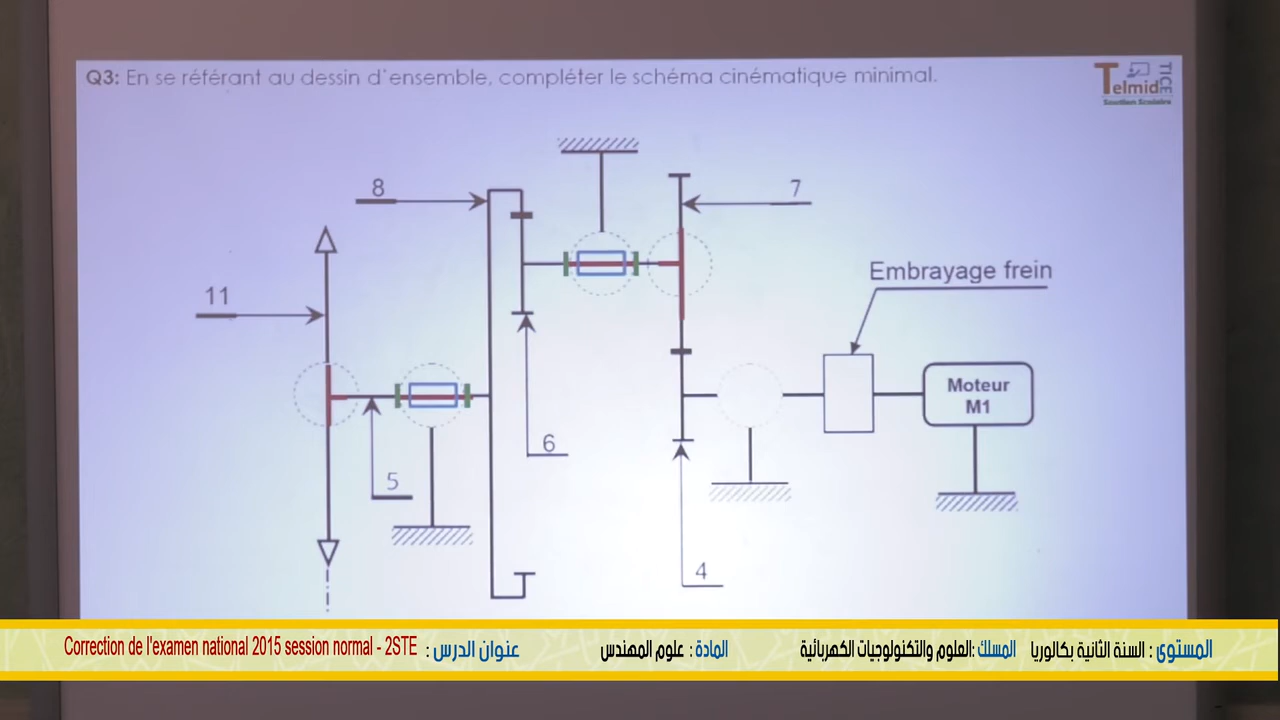 Q3: En se référant au dessin d'ensemble, compléter le schéma cinématique minimal.
Telmid TICE
Soutien Scolaire
8
7
Embrayage frein
11
Moteur
M1
6
5
4
Correction de l'examen national 2015 session normal - 2STE : عنوان الدرس
المادة : علوم المهندس
المسلك :العلوم والتكنولوجيات الكهربائية
المستوى : السنة الثانية بكالوريا